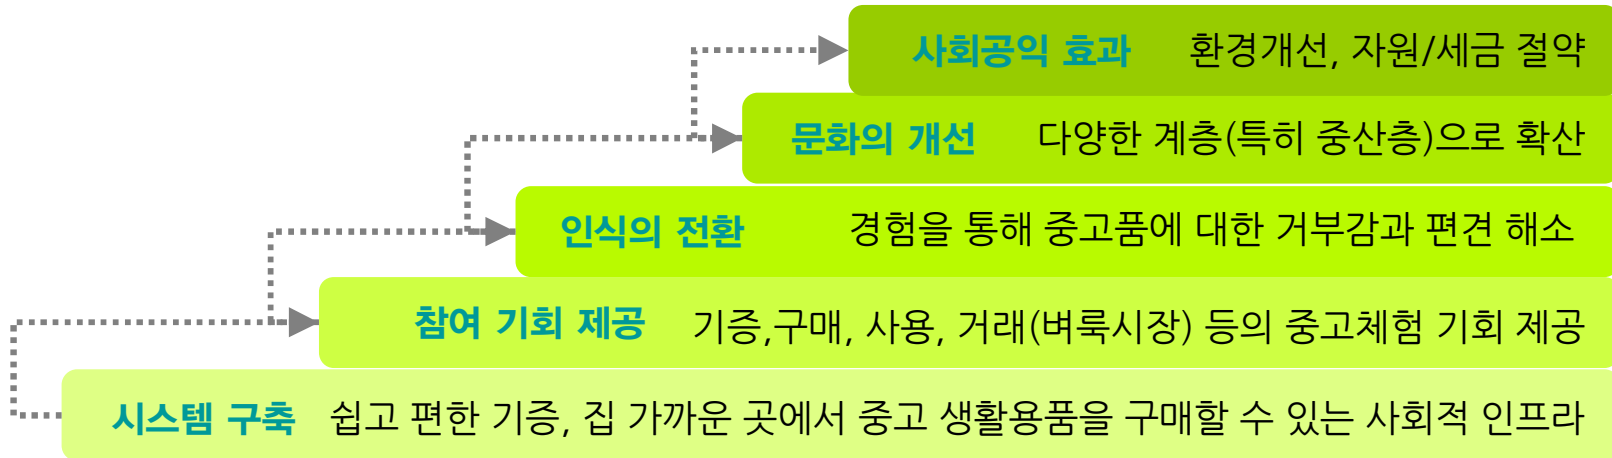 사회공익 효과 환경개선, 자원/세금 절약
문화의 개선 다양한 계층(특히 중산층)으로 확산
인식의 전환 경험을 통해 중고품에 대한 거부감과 편견 해소
참여 기회 제공 기증,구매, 사용, 거래(벼룩시장) 등의 중고체험 기회 제공
시스템 구축 쉽고 편한 기증, 집 가까운 곳에서 중고 생활용품을 구매할 수 있는 사회적 인프라